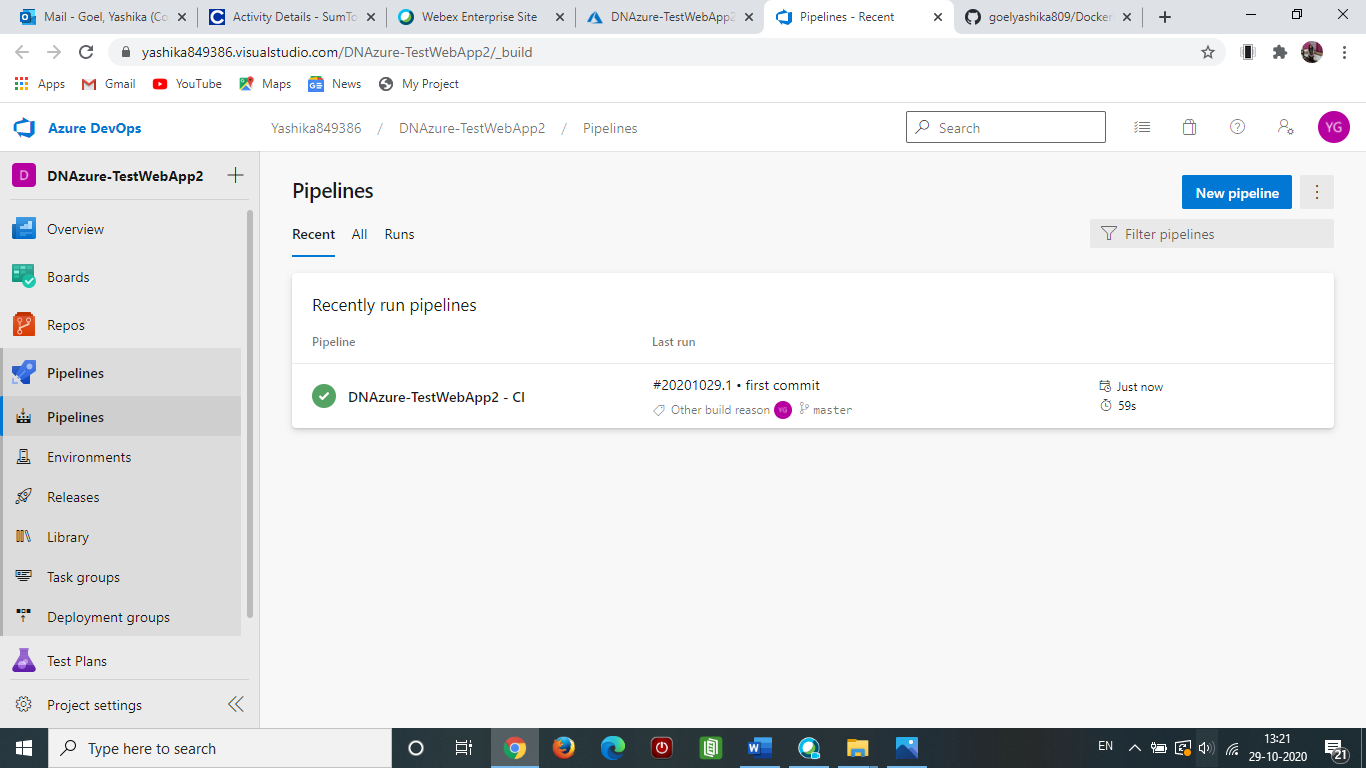 Mail - Goel, Yashika (Co
Activity Details - SumTo
Webex Enterprise Site
DNAzure-TestWebApp2
Pipelines - Recent
goelyashika809/Docker
yashika849386.visualstudio.com/DNAzure-TestWebApp2/_build
Apps
Gmail
YouTube
News
Maps
My Project
Azure DevOps
Yashika849386 / DNAzure-TestWebApp2 / Pipelines
Search
YG
D
DNAzure-TestWebApp2
Overview
Boards
Repos
Pipelines
Pipelines
Environments
Releases
Library
Task groups
Deployment groups
Test Plans
Project settings
Pipelines
New pipeline
Recent All Runs
Filter pipelines
Recently run pipelines
Pipeline
Last run
DNAzure-TestWebApp2 - CI
#20201029.1 • first commit
Other build reason YG master
Just now
59s
Type here to search
EN
13:21
29-10-2020
21